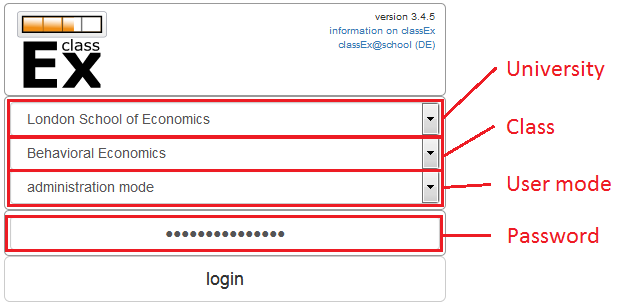 class
Ex
version 3.4.5
information on classEx
classEx@school (DE)
London School of Economics
University
Behavioral Economics
Class
administration mode
User mode
●●●●●●●●●●●●●●●
Password
login